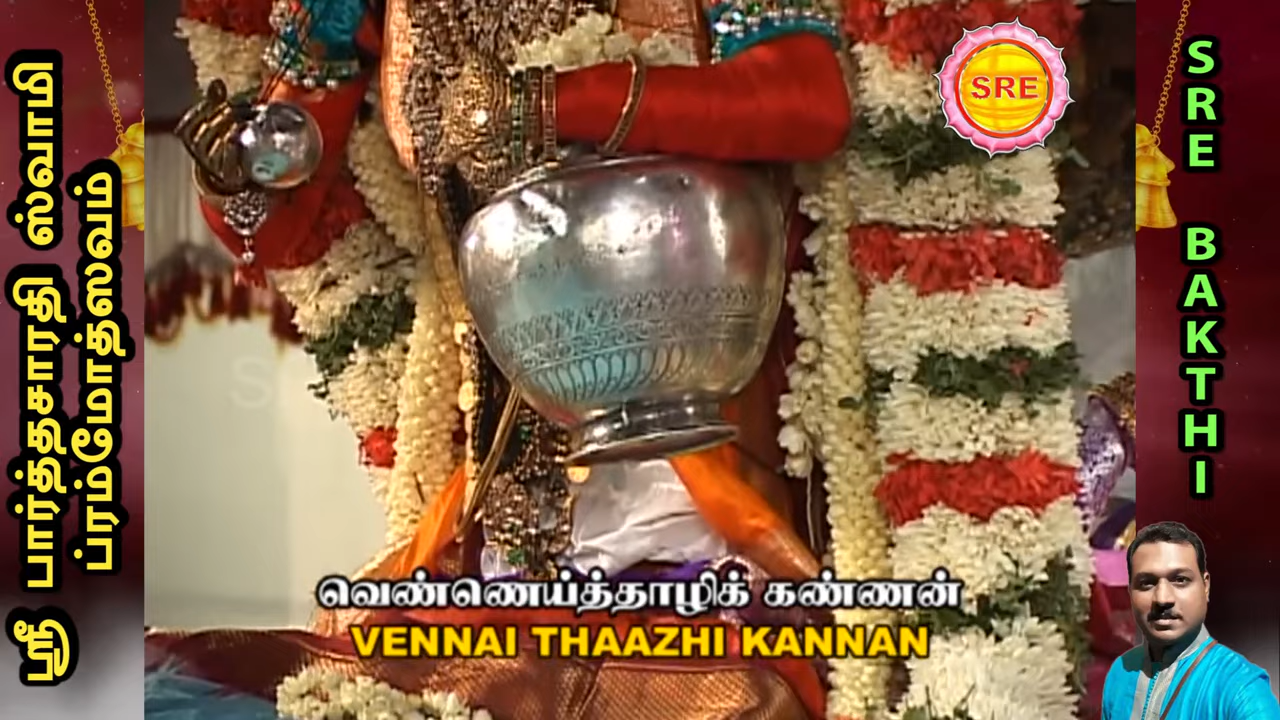 ஸ்ரீ பார்த்தசாரதி ஸ்வாமி
ப்ரம்மோத்ஸவம்
SRE
வெண்ணெய்த்தாழிக் கண்ணன்
VENNAI THAAZHI KANNAN
SRE BAKTHI